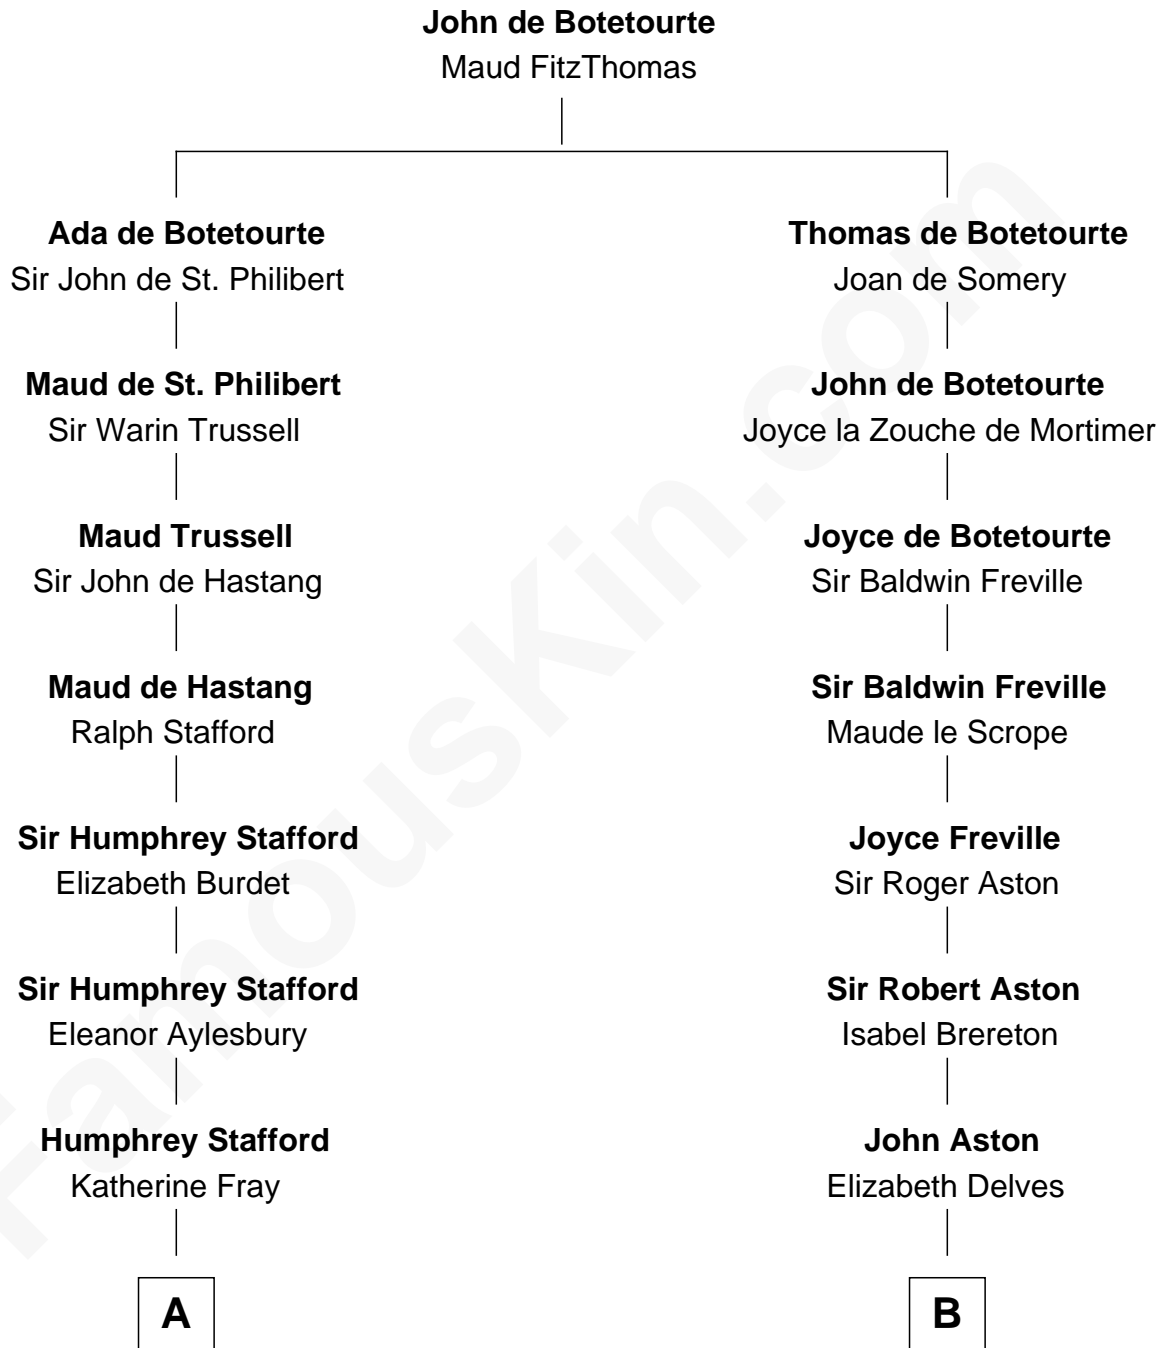 John de Botetourte
Maud FitzThomas
Ada de Botetourte
Sir John de St. Philibert
Thomas de Botetourte
Joan de Somery
Maud de St. Philibert
Sir Warin Trussell
John de Botetourte
Joyce la Zouche de Mortimer
Maud Trussell
Sir John de Hastang
Joyce de Botetourte
Sir Baldwin Freville
Maud de Hastang
Ralph Stafford
Sir Baldwin Freville
Maude le Scrope
Sir Humphrey Stafford
Elizabeth Burdet
Joyce Freville
Sir Roger Aston
Sir Humphrey Stafford
Eleanor Aylesbury
Sir Robert Aston
Isabel Brereton
Humphrey Stafford
Katherine Fray
John Aston
Elizabeth Delves
A
B
FamousKin.com